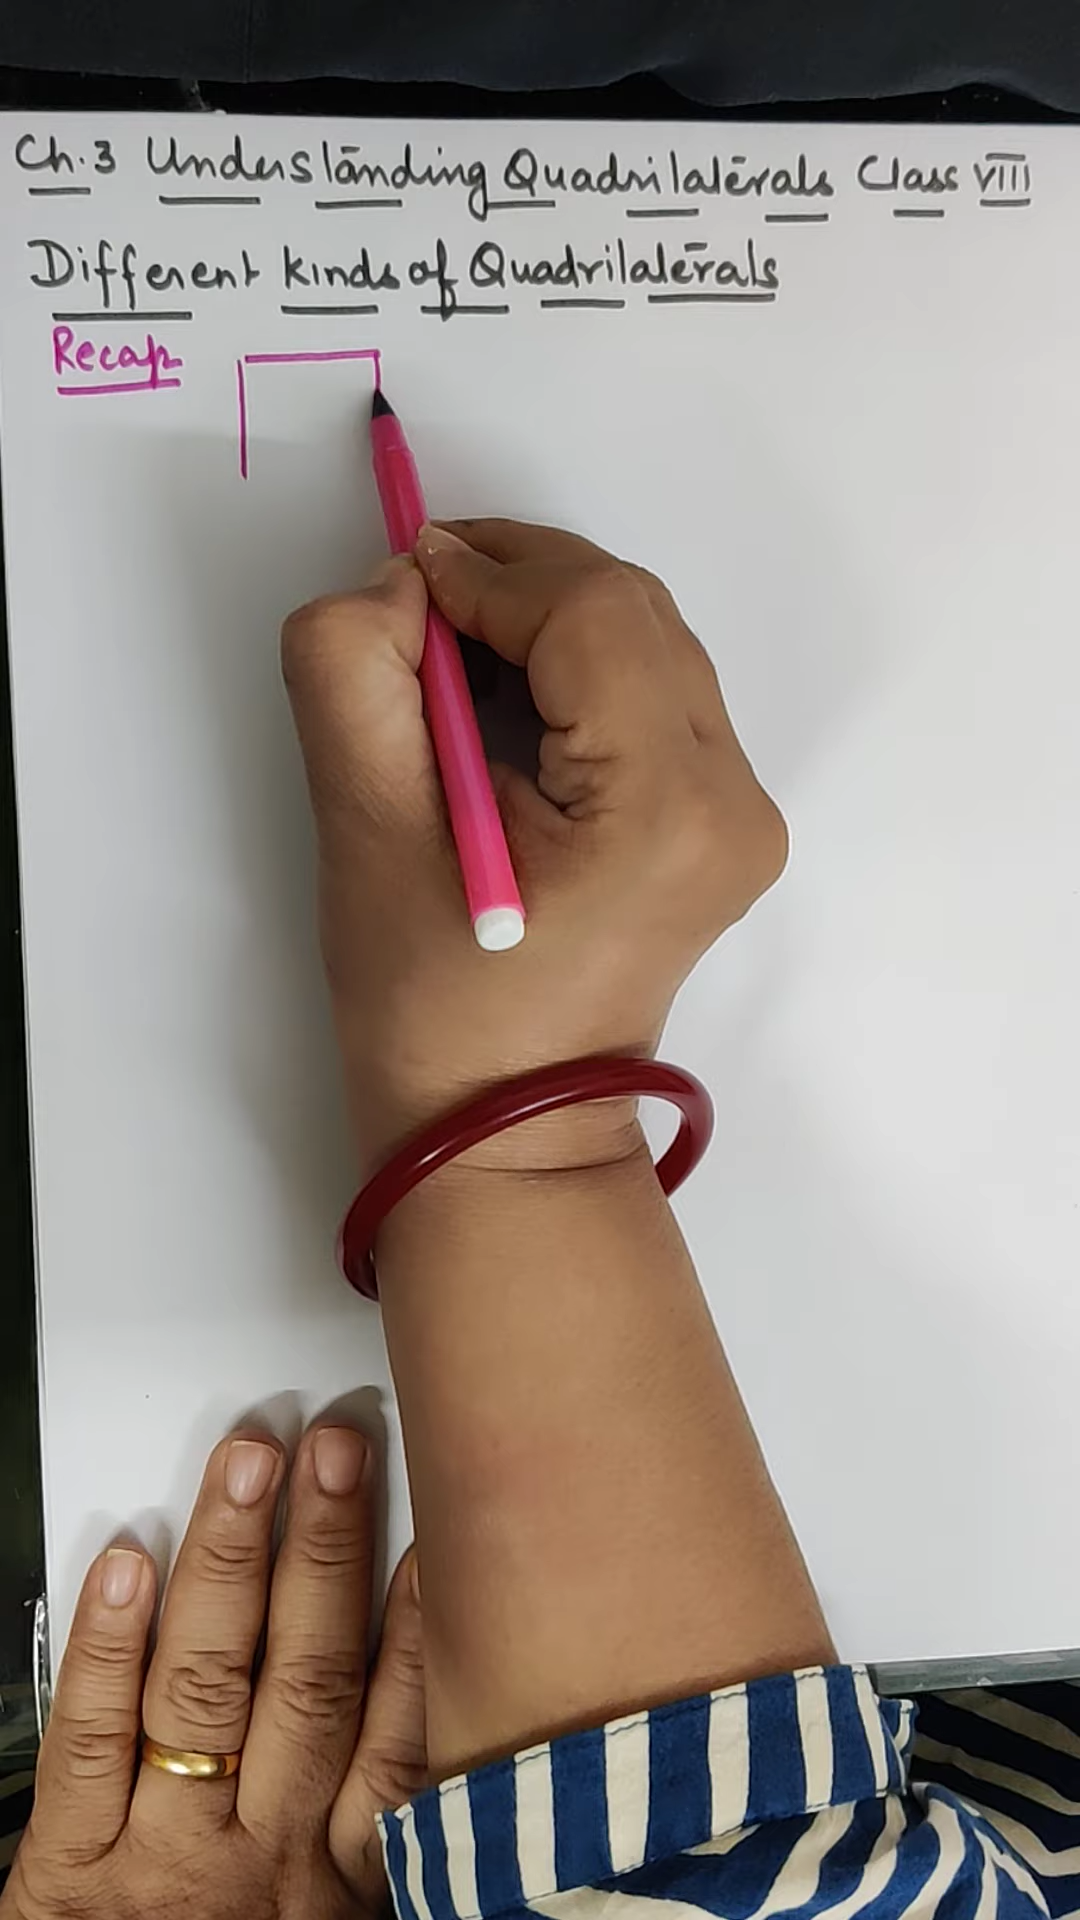 Ch.3 Understanding Quadrilaterals Class VIII
Different kinds of Quadrilaterals
Recap